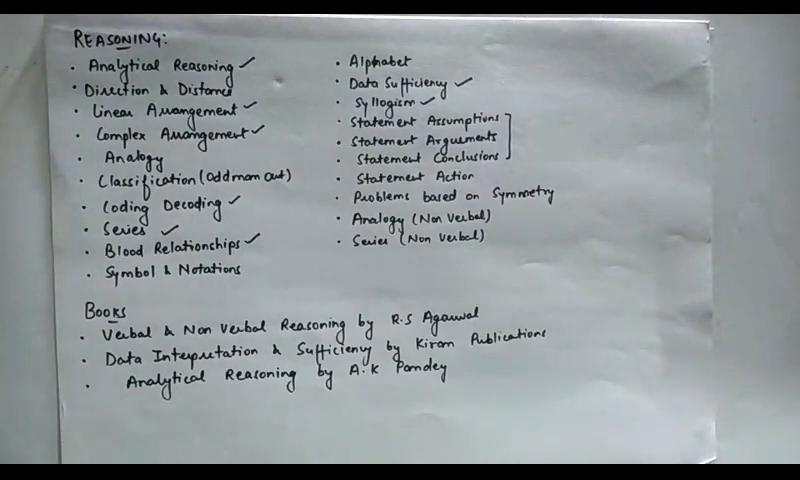 REASONING:
• Analytical Reasoning ✓
• Direction & Distance
• Linear Arrangement ✓
• Complex Arrangement ✓
• Analogy
• Classification (odd man out)
• Coding Decoding ✓
• Series ✓
• Blood Relationships ✓
• Symbol & Notations
• Alphabet
• Data Sufficiency ✓
• Syllogism ✓
• Statement Assumptions
• Statement Arguements
• Statement Conclusions
• Statement Action
• Problems based on Symmetry
• Analogy (Non Verbal)
• Series (Non Verbal)
BOOKS
• Verbal & Non Verbal Reasoning by R.S Agarwal
• Data Interpretation & Sufficiency by Kiran Publications
• Analytical Reasoning by A.K Pandey